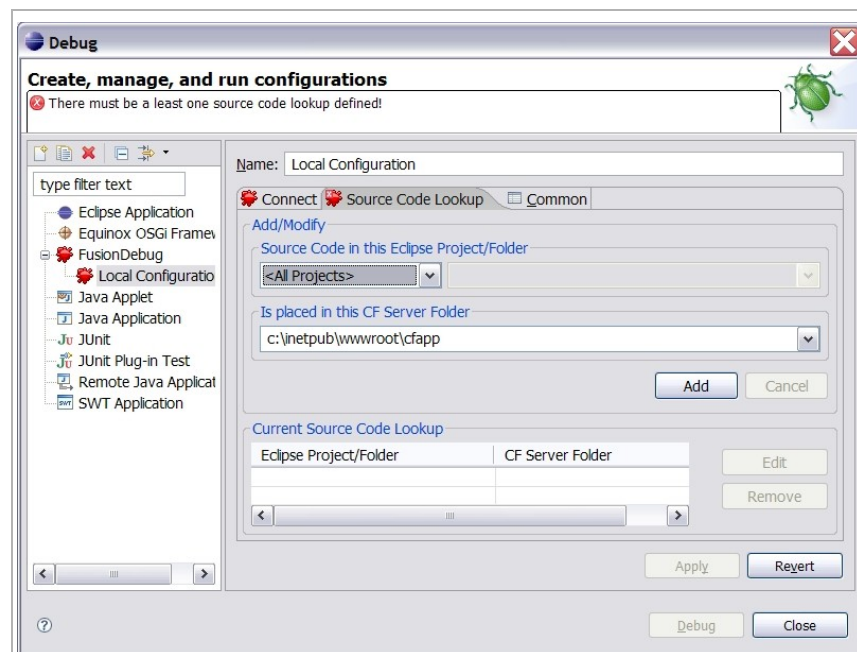 Debug
Create, manage, and run configurations
There must be a least one source code lookup defined!
type filter text
Eclipse Application
Equinox OSGi Framew
FusionDebug
Local Configuratio
Java Applet
Java Application
Ju JUnit
JUnit Plug-in Test
Remote Java Applicat
SWT Application
Name: Local Configuration
Connect Source Code Lookup Common
Add/Modify
Source Code in this Eclipse Project/Folder
<All Projects>
Is placed in this CF Server Folder
c:\inetpub\wwwroot\cfapp
Add Cancel
Current Source Code Lookup
Eclipse Project/Folder CF Server Folder
Edit
Remove
Apply Revert
Debug Close